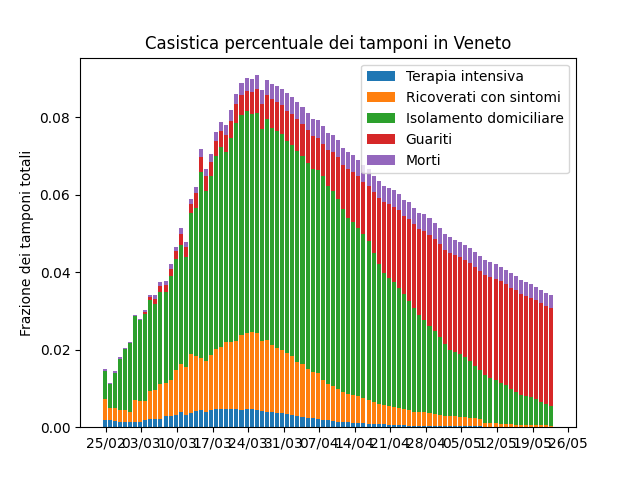 Casistica percentuale dei tamponi in Veneto
Terapia intensiva
Ricoverati con sintomi
Isolamento domiciliare
Guariti
Morti
Frazione dei tamponi totali
0.08
0.06
0.04
0.02
0.00
25/02 03/03 10/03 17/03 24/03 31/03 07/04 14/04 21/04 28/04 05/05 12/05 19/05 26/05